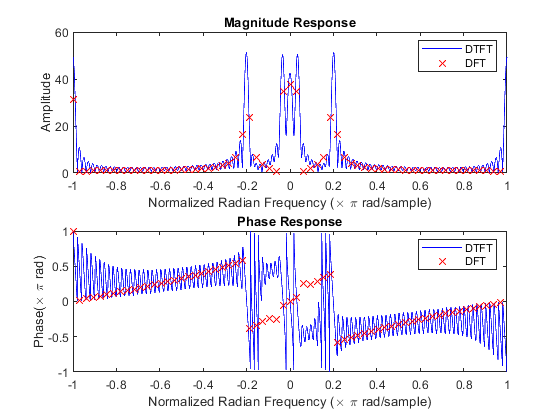 Magnitude Response
60
40
20
0
Amplitude
DTFT
DFT
-1 -0.8 -0.6 -0.4 -0.2 0 0.2 0.4 0.6 0.8 1
Normalized Radian Frequency (× π rad/sample)
Phase Response
1
0.5
0
-0.5
-1
Phase(× π rad)
DTFT
DFT
-1 -0.8 -0.6 -0.4 -0.2 0 0.2 0.4 0.6 0.8 1
Normalized Radian Frequency (× π rad/sample)